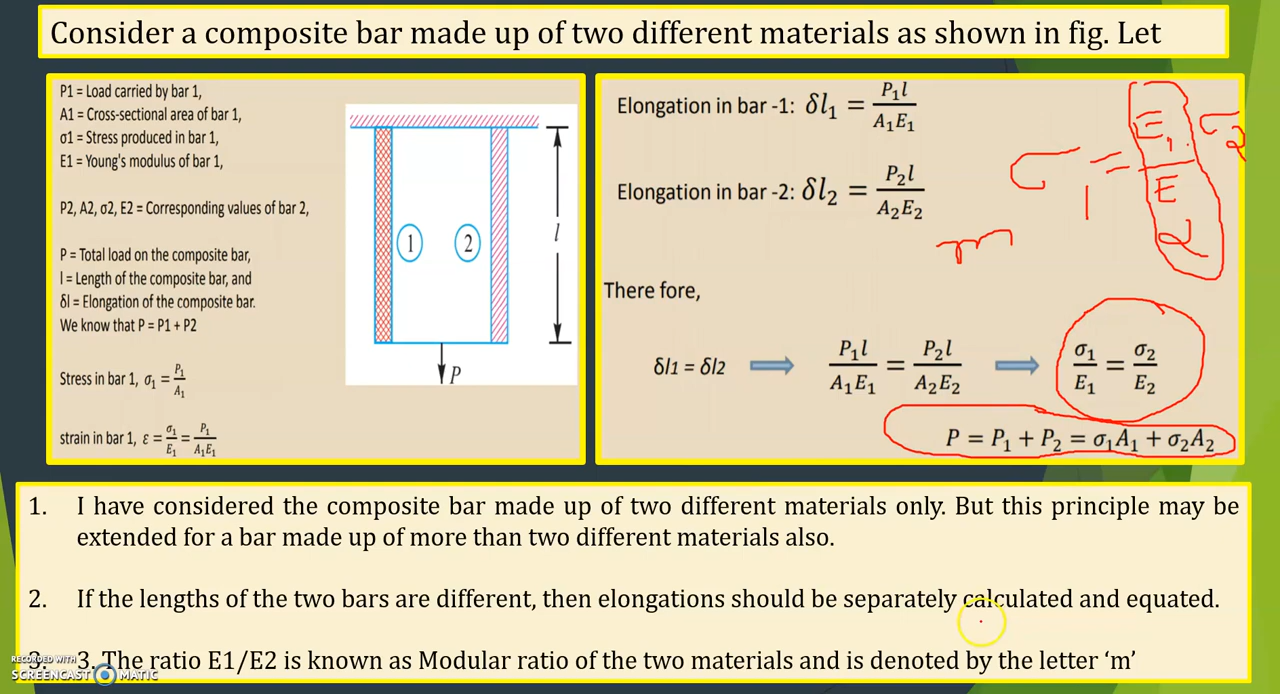 Consider a composite bar made up of two different materials as shown in fig. Let
P1 = Load carried by bar 1,
A1 = Cross-sectional area of bar 1,
σ1 = Stress produced in bar 1,
E1 = Young's modulus of bar 1,
P2, A2, σ2, E2 = Corresponding values of bar 2,
P = Total load on the composite bar,
l = Length of the composite bar, and
δl = Elongation of the composite bar.
We know that P = P1 + P2
Stress in bar 1, σ₁ = P₁/A₁
strain in bar 1, ε = σ₁/E₁ = P₁/A₁E₁
1 2
l
P
Elongation in bar -1: δl₁ = P₁l/A₁E₁
Elongation in bar -2: δl₂ = P₂l/A₂E₂
σ₁ = E₁/E₂ σ₂
m
There fore,
δl1 = δl2 P₁l/A₁E₁ = P₂l/A₂E₂ σ₁/E₁ = σ₂/E₂
P = P₁ + P₂ = σ₁A₁ + σ₂A₂
1. I have considered the composite bar made up of two different materials only. But this principle may be
extended for a bar made up of more than two different materials also.
2. If the lengths of the two bars are different, then elongations should be separately calculated and equated.
3. 3. The ratio E1/E2 is known as Modular ratio of the two materials and is denoted by the letter ‘m’
RECORDED WITH
SCREENCAST MATIC